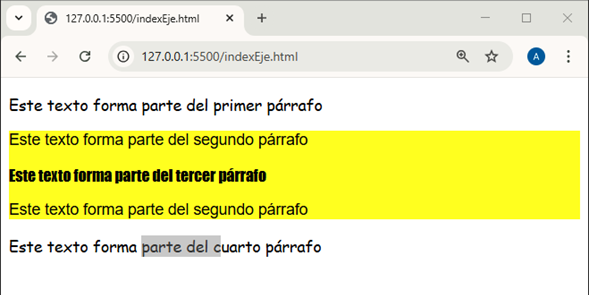 127.0.0.1:5500/indexEje.html
127.0.0.1:5500/indexEje.html
A
Este texto forma parte del primer párrafo
Este texto forma parte del segundo párrafo
Este texto forma parte del tercer párrafo
Este texto forma parte del segundo párrafo
Este texto forma parte del cuarto párrafo